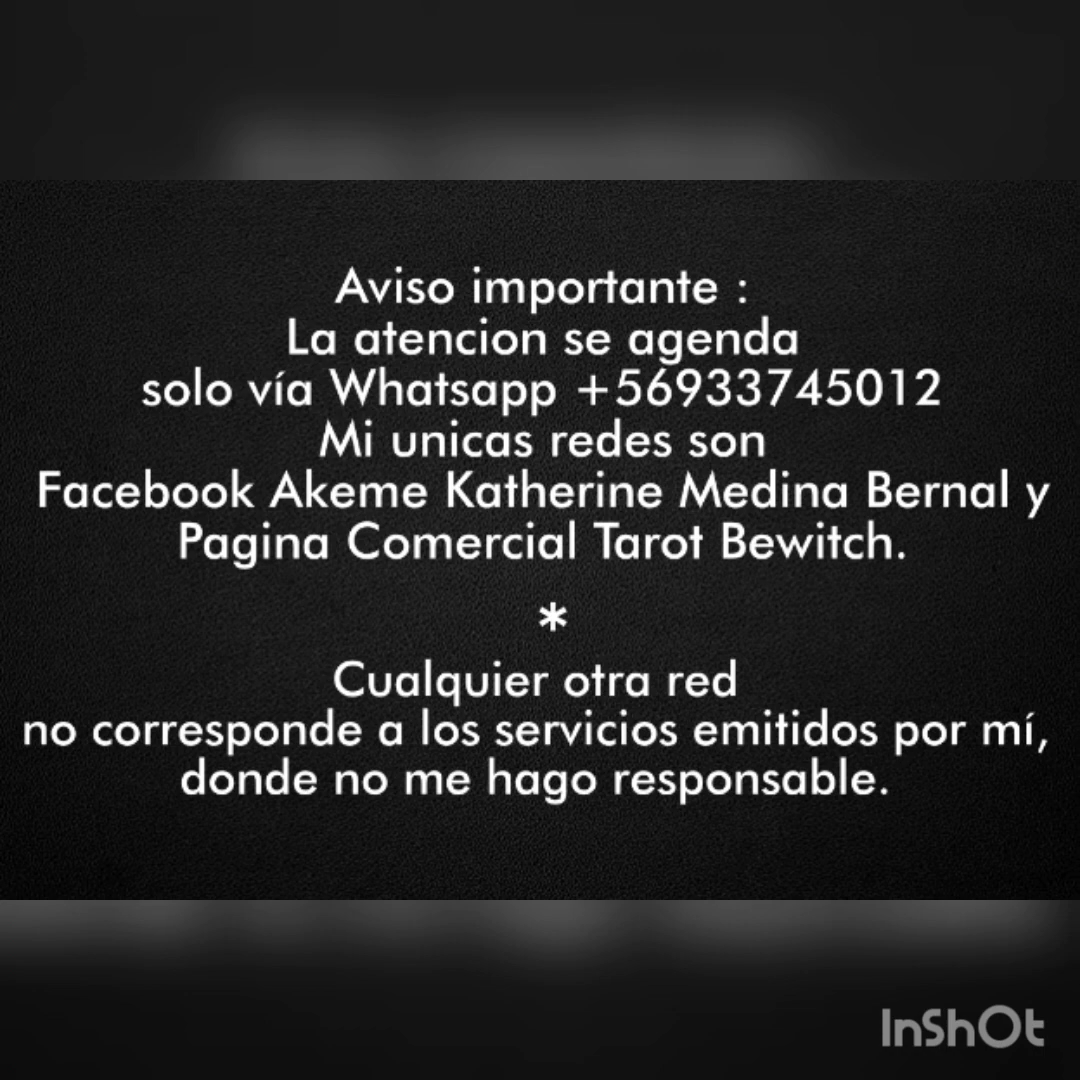 Aviso importante :
La atencion se agenda
solo vía Whatsapp +56933745012
Mi unicas redes son
Facebook Akeme Katherine Medina Bernal y
Pagina Comercial Tarot Bewitch.
*
Cualquier otra red
no corresponde a los servicios emitidos por mí,
donde no me hago responsable.
InShOt